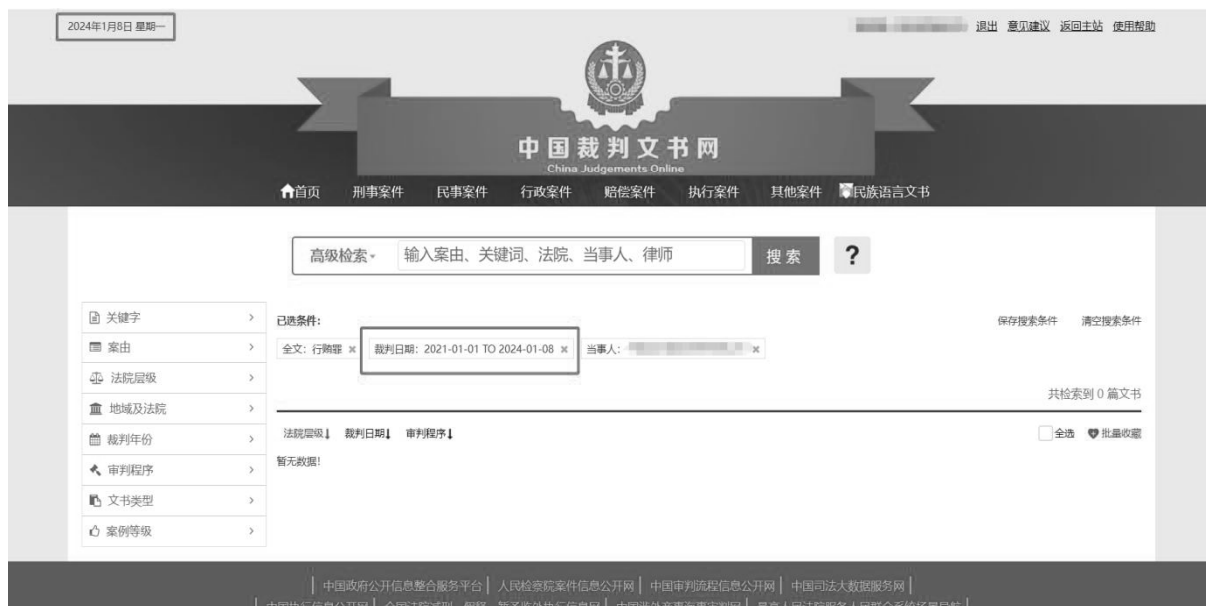 2024年1月8日 星期一
退出 意见建议 返回主站 使用帮助
中国裁判文书网
China Judgements Online
首页 刑事案件 民事案件 行政案件 赔偿案件 执行案件 其他案件 民族语言文书
高级检索 输入案由、关键词、法院、当事人、律师 搜索 ?
关键字
案由
法院层级
地域及法院
裁判年份
审判程序
文书类型
案例等级
已选条件: 保存搜索条件 清空搜索条件
全文: 行贿罪 × 裁判日期: 2021-01-01 TO 2024-01-08 × 当事人: ×
共检索到 0 篇文书
法院层级 裁判日期 审判程序 全选 批量收藏
暂无数据!
中国政府公开信息整合服务平台 | 人民检察院案件信息公开网 | 中国审判流程信息公开网 | 中国司法大数据服务网 |